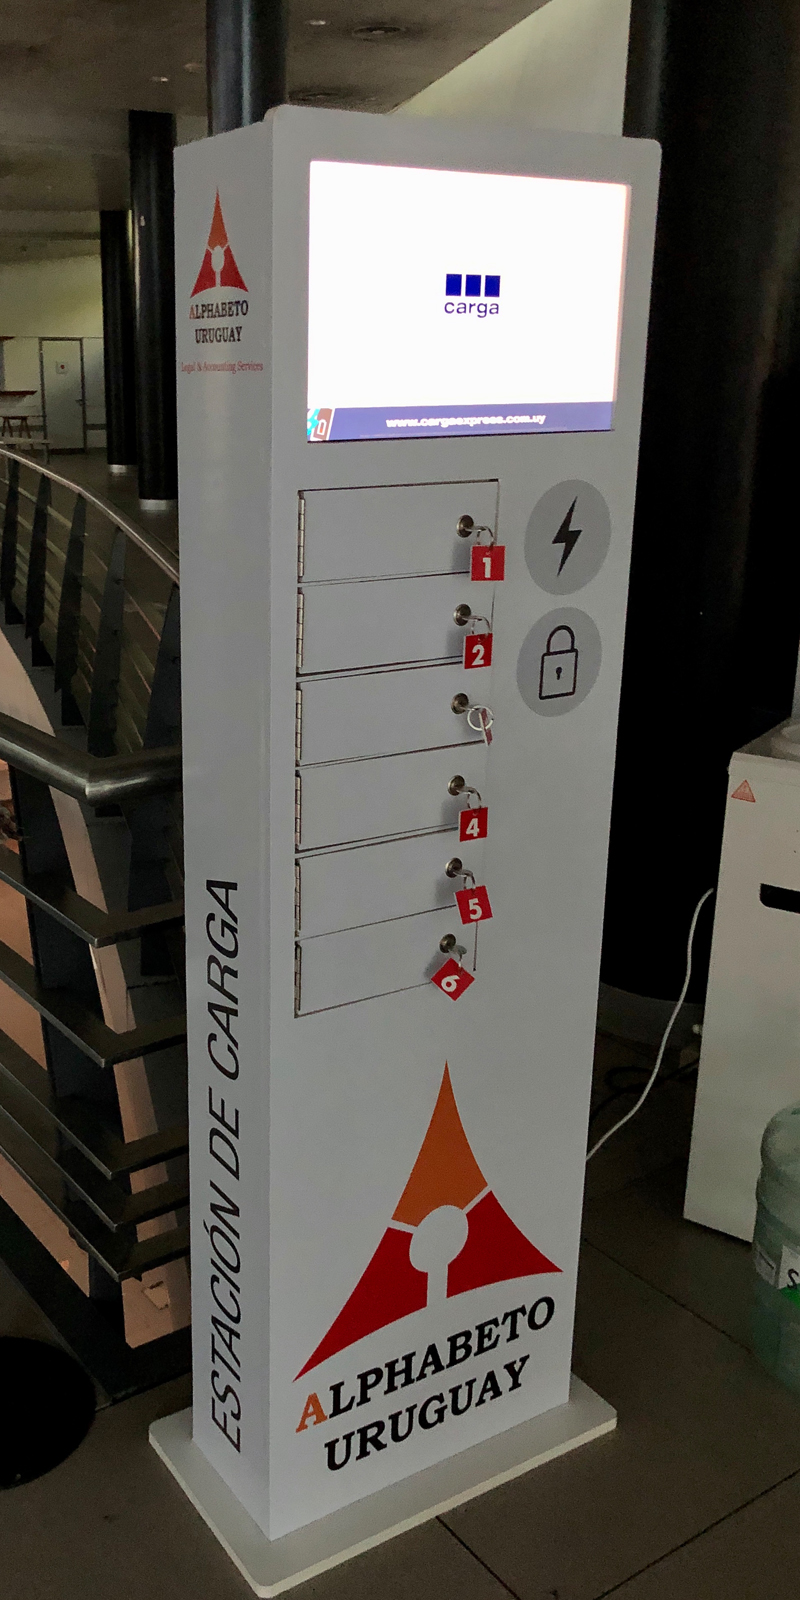 ALPHABETO
URUGUAY
Legal & Accounting Services
carga
www.cargaexpress.com.uy
1
2
4
5
6
ESTACIÓN DE CARGA
ALPHABETO
URUGUAY